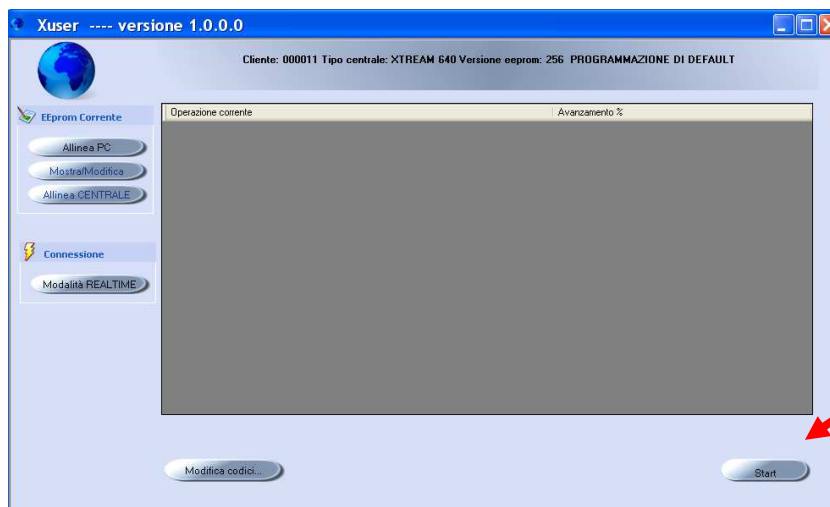 Xuser ---- versione 1.0.0.0
Cliente: 000011 Tipo centrale: XTREAM 640 Versione eeprom: 256 PROGRAMMAZIONE DI DEFAULT
EEprom Corrente
Allinea PC
Mostra/Modifica
Allinea CENTRALE
Connessione
Modalità REALTIME
Operazione corrente Avanzamento %
Modifica codici...
Start